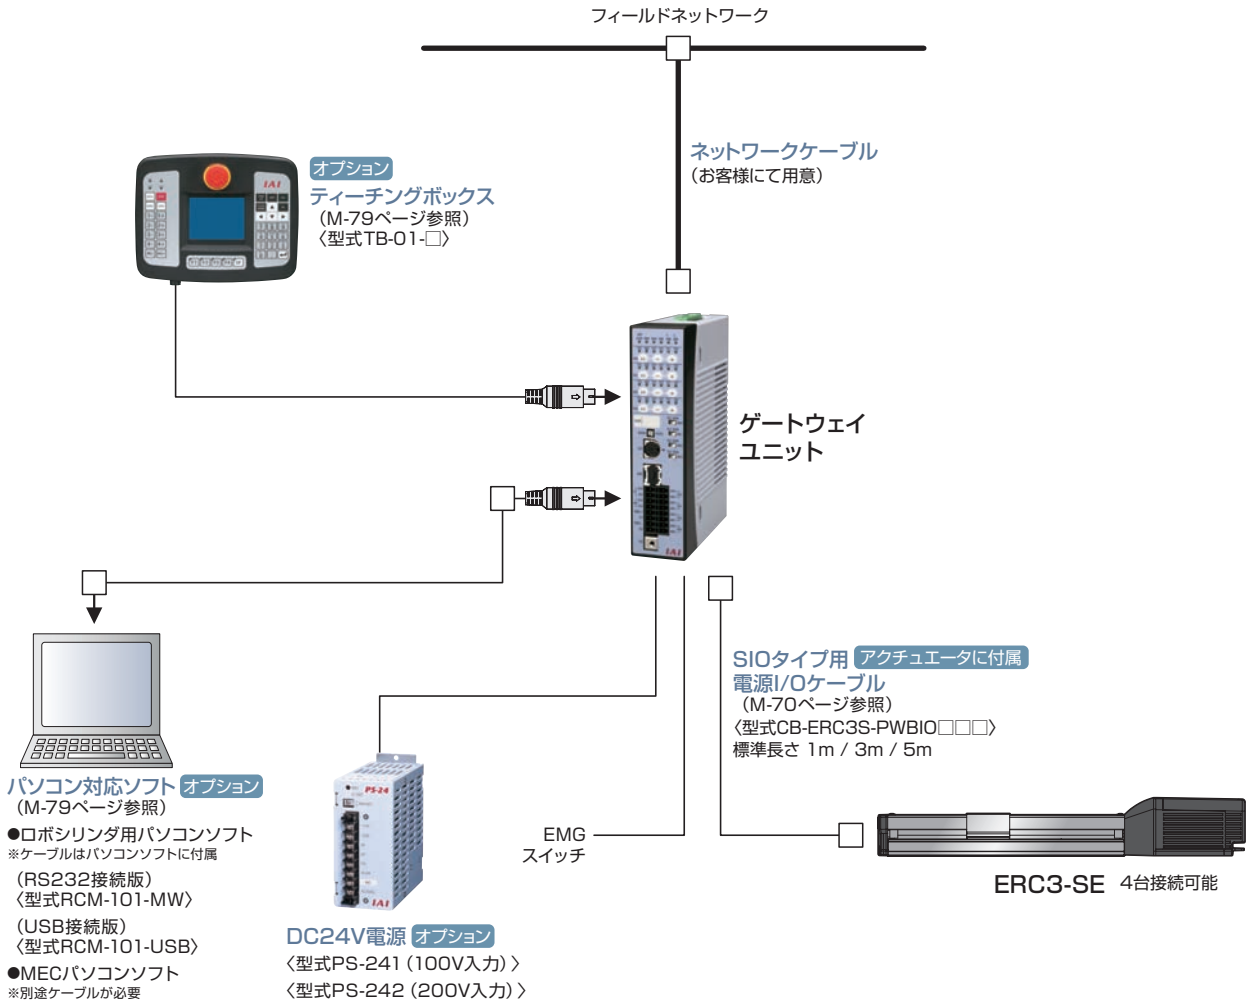 フィールドネットワーク
ネットワークケーブル
（お客様にて用意）
オプション
ティーチングボックス
（M-79ページ参照）
〈型式TB-01-□〉
IAI
ゲートウェイ
ユニット
IAI
SIOタイプ用 アクチュエータに付属
電源I/Oケーブル
（M-70ページ参照）
〈型式CB-ERC3S-PWBIO□□□〉
標準長さ 1m / 3m / 5m
パソコン対応ソフト オプション
（M-79ページ参照）
●ロボシリンダ用パソコンソフト
※ケーブルはパソコンソフトに付属
（RS232接続版）
〈型式RCM-101-MW〉
（USB接続版）
〈型式RCM-101-USB〉
●MECパソコンソフト
※別途ケーブルが必要
PS-24
IAI
DC24V電源 オプション
〈型式PS-241（100V入力）〉
〈型式PS-242（200V入力）〉
EMG
スイッチ
ERC3-SE 4台接続可能